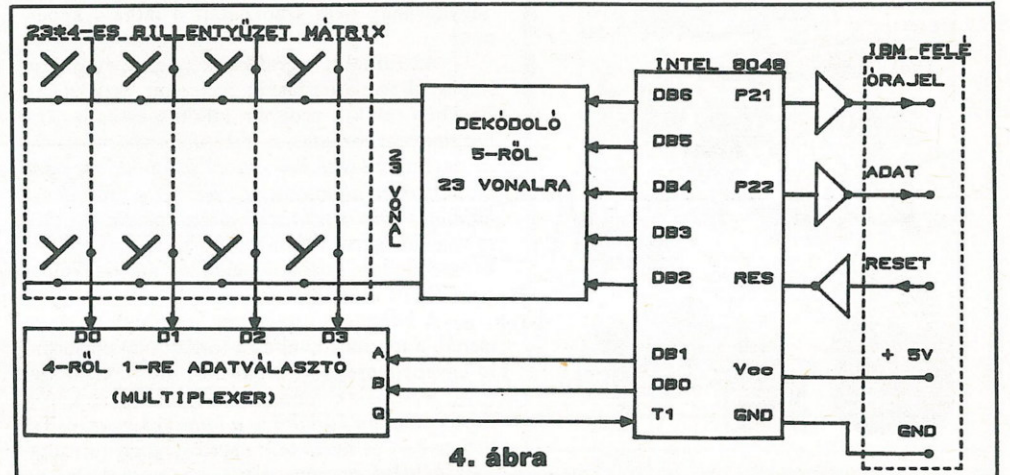 23*4-ES BILLENTYŰZET MÁTRIX
INTEL 8048
IBM FELÉ
DEKÓDOLÓ
5-RŐL
23 VONALRA
23 VONAL
DB6
DB5
DB4
DB3
DB2
DB1
DB0
T1
P21
P22
RES
Vcc
GND
ÓRAJEL
ADAT
RESET
+ 5V
GND
D0 D1 D2 D3
4-RŐL 1-RE ADATVÁLASZTÓ
(MULTIPLEXER)
A
B
Q
4. ábra